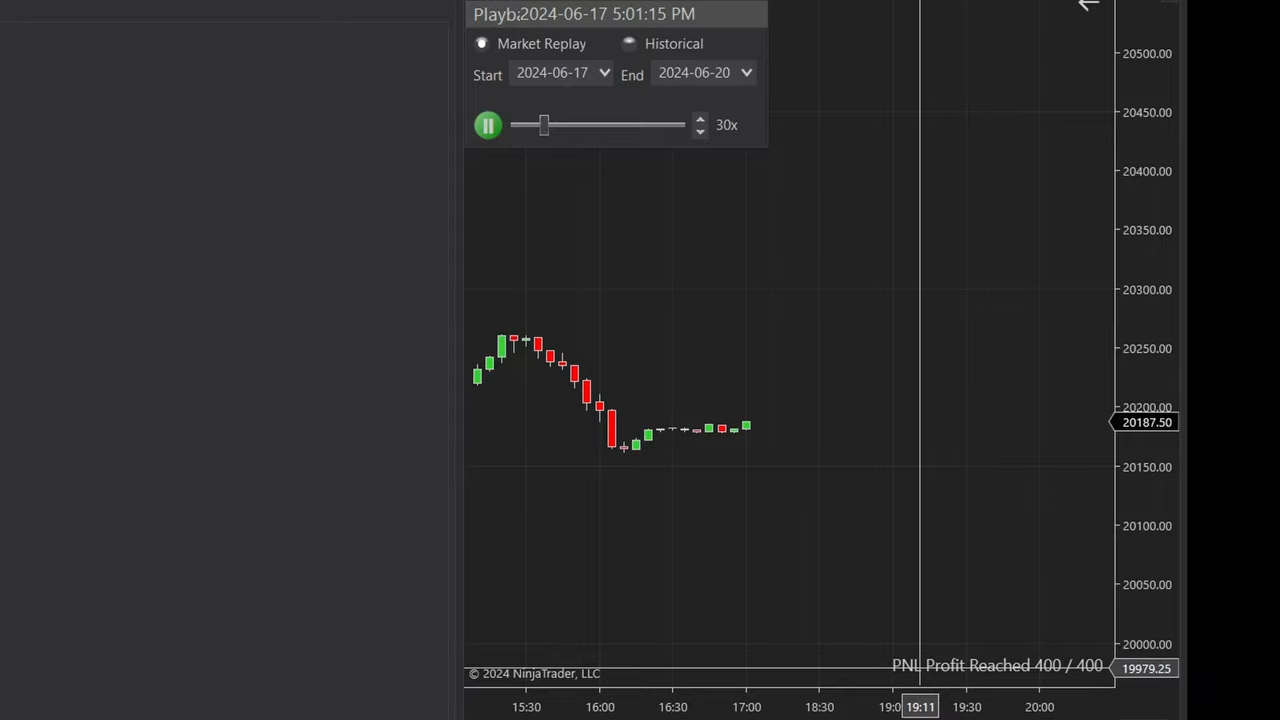 Playba2024-06-17 5:01:15 PM
Market Replay Historical
Start 2024-06-17 End 2024-06-20
30x
20500.00
20450.00
20400.00
20350.00
20300.00
20250.00
20200.00
20187.50
20150.00
20100.00
20050.00
20000.00
PNL Profit Reached 400 / 400
19979.25
© 2024 NinjaTrader, LLC
15:30 16:00 16:30 17:00 18:30 19:0 19:11 19:30 20:00